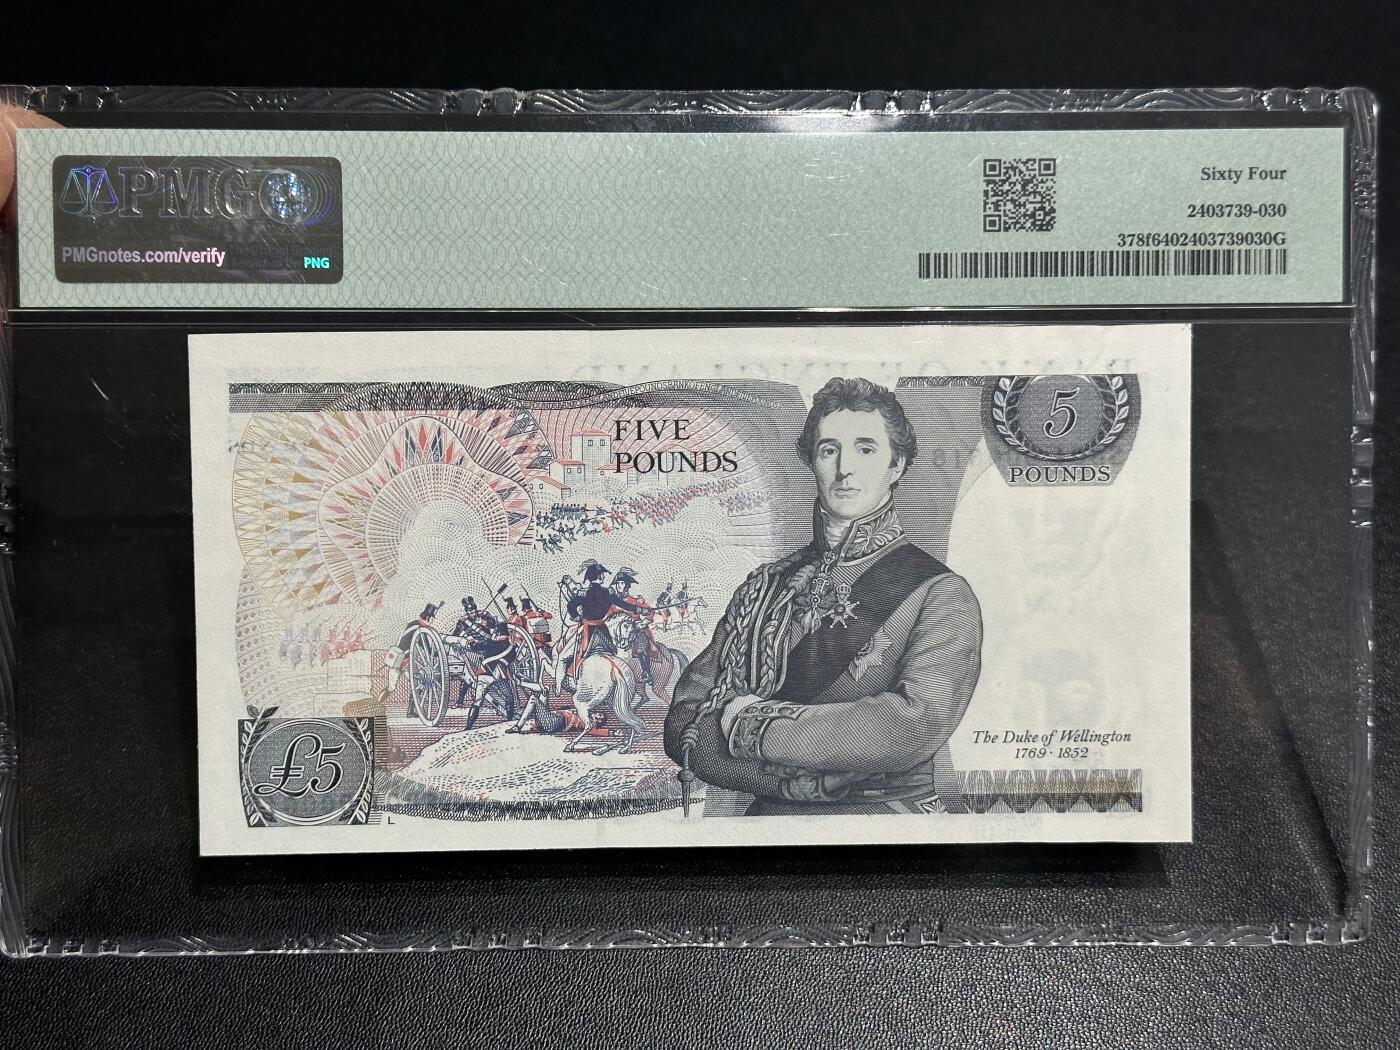 PMG
PMGnotes.com/verify
PNG
Sixty Four
2403739-030
378f6402403739030G
FIVE
POUNDS
5
POUNDS
The Duke of Wellington
1769 · 1852
£5
L